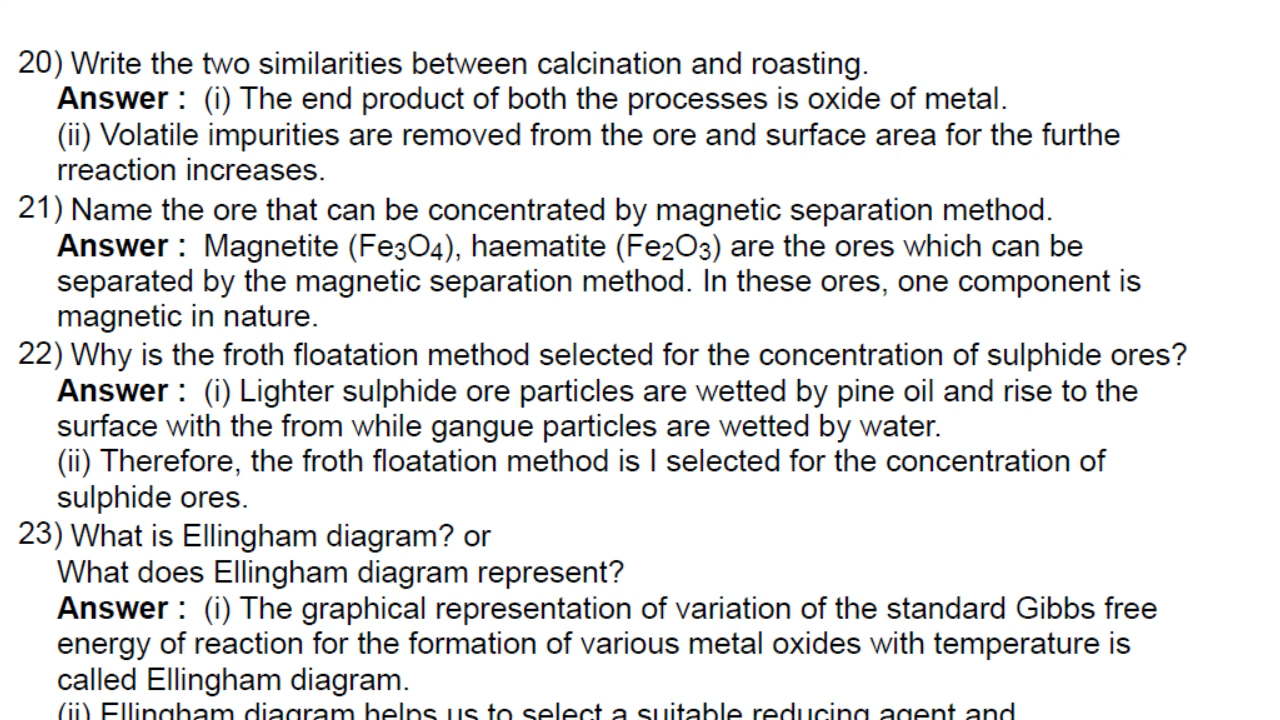 20) Write the two similarities between calcination and roasting.
Answer : (i) The end product of both the processes is oxide of metal.
(ii) Volatile impurities are removed from the ore and surface area for the furthe
rreaction increases.
21) Name the ore that can be concentrated by magnetic separation method.
Answer : Magnetite (Fe3O4), haematite (Fe2O3) are the ores which can be
separated by the magnetic separation method. In these ores, one component is
magnetic in nature.
22) Why is the froth floatation method selected for the concentration of sulphide ores?
Answer : (i) Lighter sulphide ore particles are wetted by pine oil and rise to the
surface with the from while gangue particles are wetted by water.
(ii) Therefore, the froth floatation method is I selected for the concentration of
sulphide ores.
23) What is Ellingham diagram? or
What does Ellingham diagram represent?
Answer : (i) The graphical representation of variation of the standard Gibbs free
energy of reaction for the formation of various metal oxides with temperature is
called Ellingham diagram.
(ii) Ellingham diagram helps us to select a suitable reducing agent and